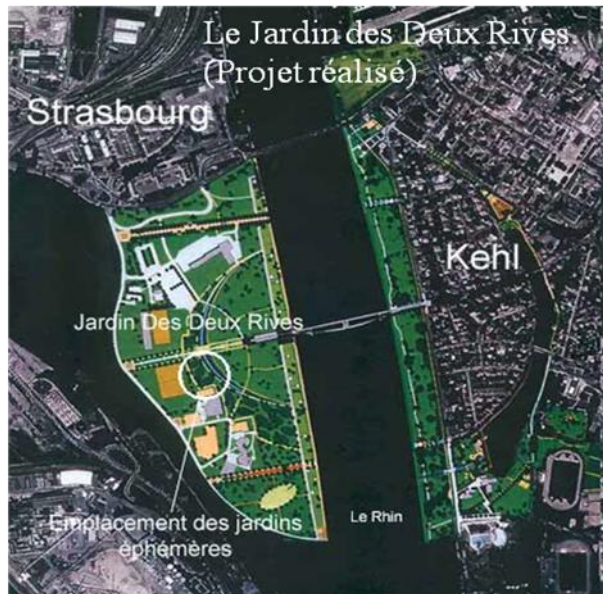 Le Jardin des Deux Rives
(Projet réalisé)
Strasbourg
Kehl
Jardin Des Deux Rives
Le Rhin
Emplacement des jardins
éphémères